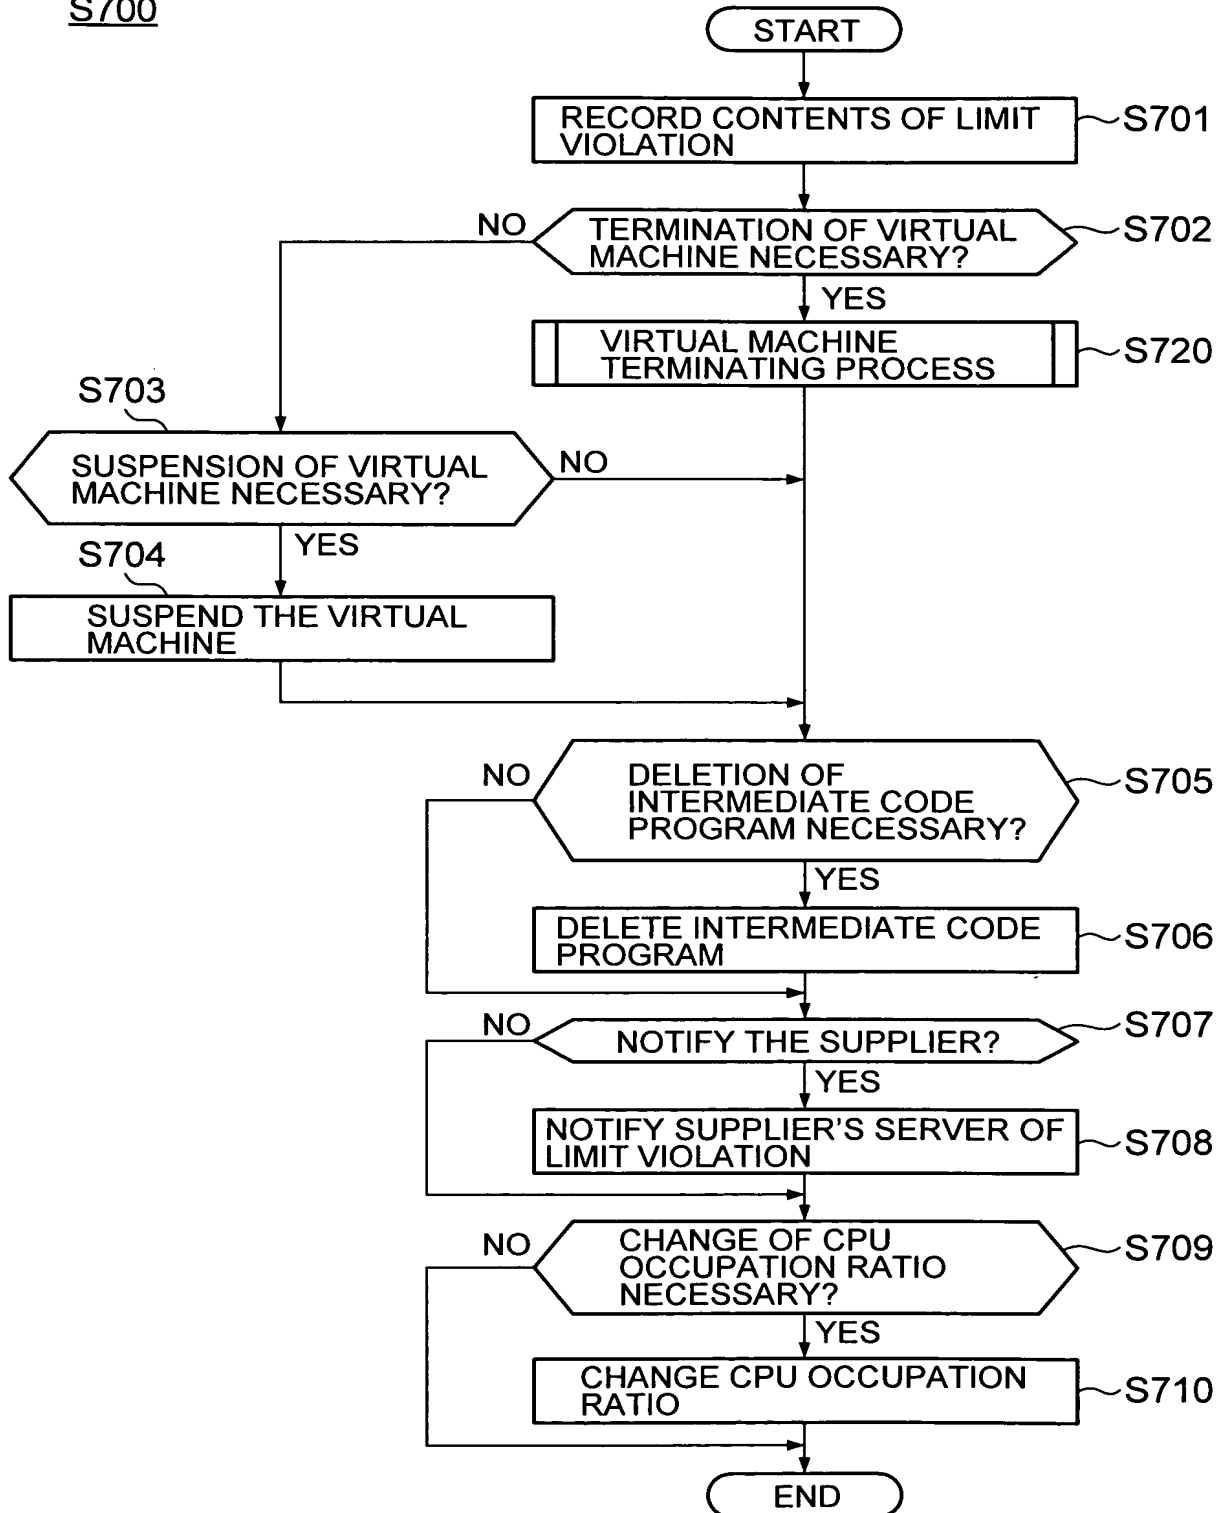 S700
START
RECORD CONTENTS OF LIMIT
VIOLATION
S701
NO
TERMINATION OF VIRTUAL
MACHINE NECESSARY?
S702
YES
VIRTUAL MACHINE
TERMINATING PROCESS
S720
S703
SUSPENSION OF VIRTUAL
MACHINE NECESSARY?
NO
YES
S704
SUSPEND THE VIRTUAL
MACHINE
NO
DELETION OF
INTERMEDIATE CODE
PROGRAM NECESSARY?
S705
YES
DELETE INTERMEDIATE CODE
PROGRAM
S706
NO
NOTIFY THE SUPPLIER?
S707
YES
NOTIFY SUPPLIER'S SERVER OF
LIMIT VIOLATION
S708
NO
CHANGE OF CPU
OCCUPATION RATIO
NECESSARY?
S709
YES
CHANGE CPU OCCUPATION
RATIO
S710
END